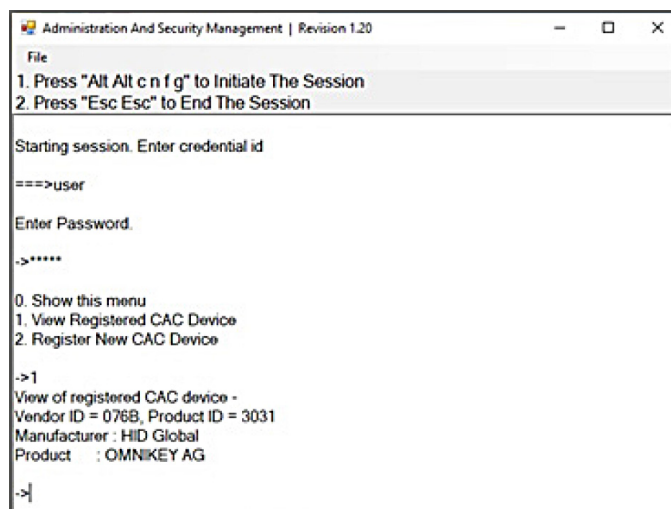 Administration And Security Management | Revision 1.20
File
1. Press "Alt Alt c n f g" to Initiate The Session
2. Press "Esc Esc" to End The Session
Starting session. Enter credential id
===>user
Enter Password.
->*****
0. Show this menu
1. View Registered CAC Device
2. Register New CAC Device
->1
View of registered CAC device -
Vendor ID = 076B, Product ID = 3031
Manufacturer : HID Global
Product : OMNIKEY AG
->